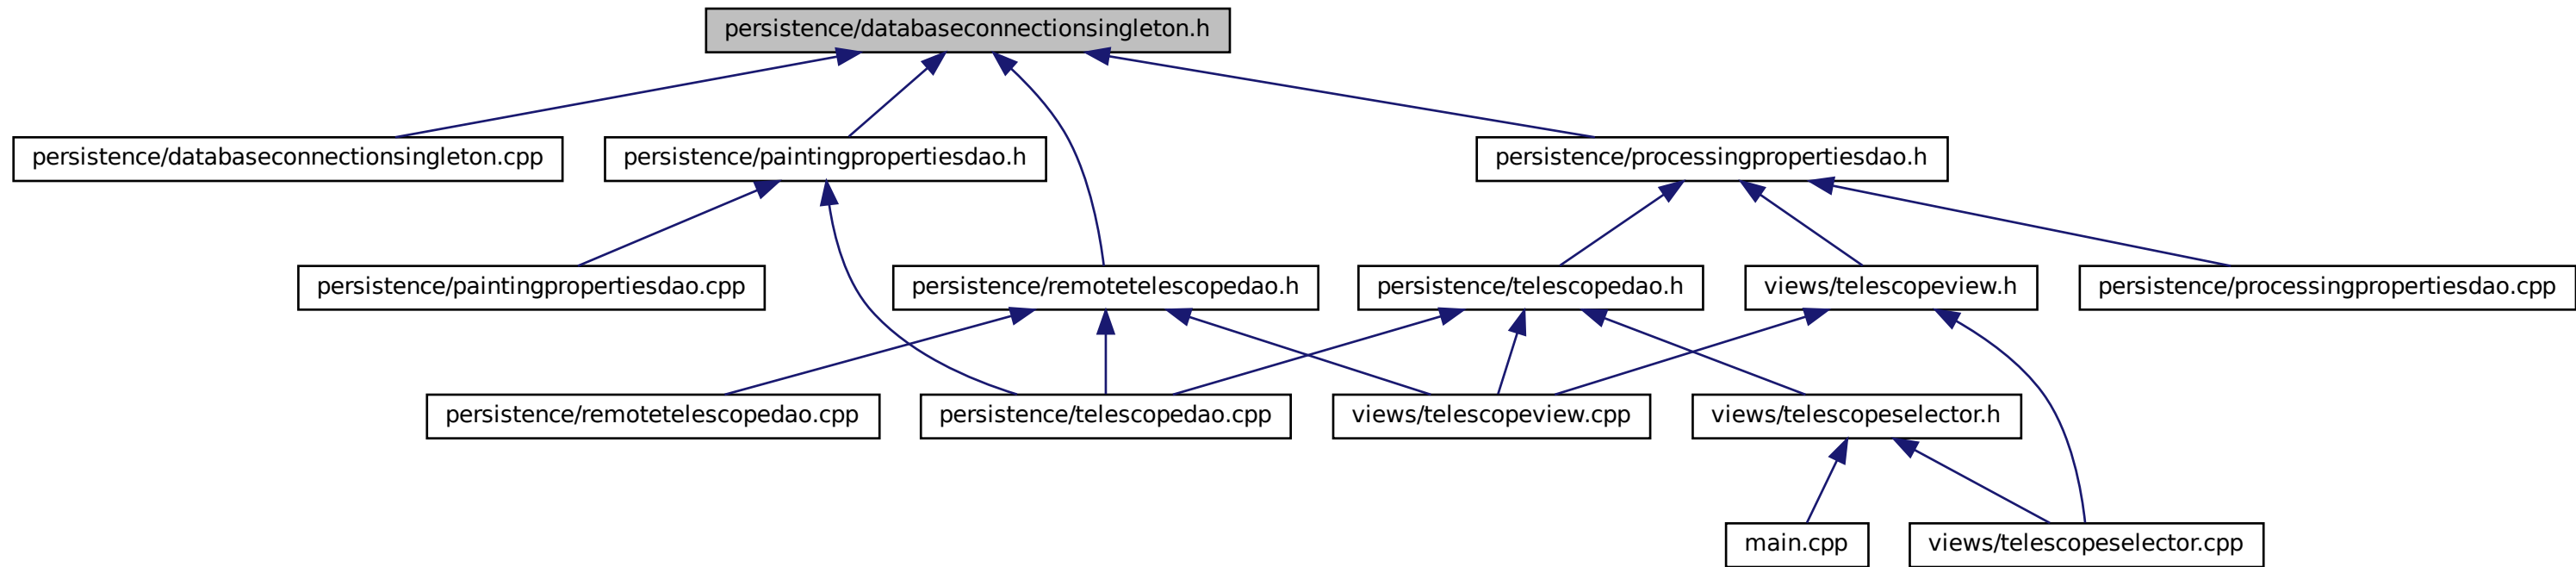 persistence/databaseconnectionsingleton.h
persistence/databaseconnectionsingleton.cpp
persistence/paintingpropertiesdao.h
persistence/processingpropertiesdao.h
persistence/paintingpropertiesdao.cpp
persistence/remotetelescopedao.h
persistence/telescopedao.h
views/telescopeview.h
persistence/processingpropertiesdao.cpp
persistence/remotetelescopedao.cpp
persistence/telescopedao.cpp
views/telescopeview.cpp
views/telescopeselector.h
main.cpp
views/telescopeselector.cpp